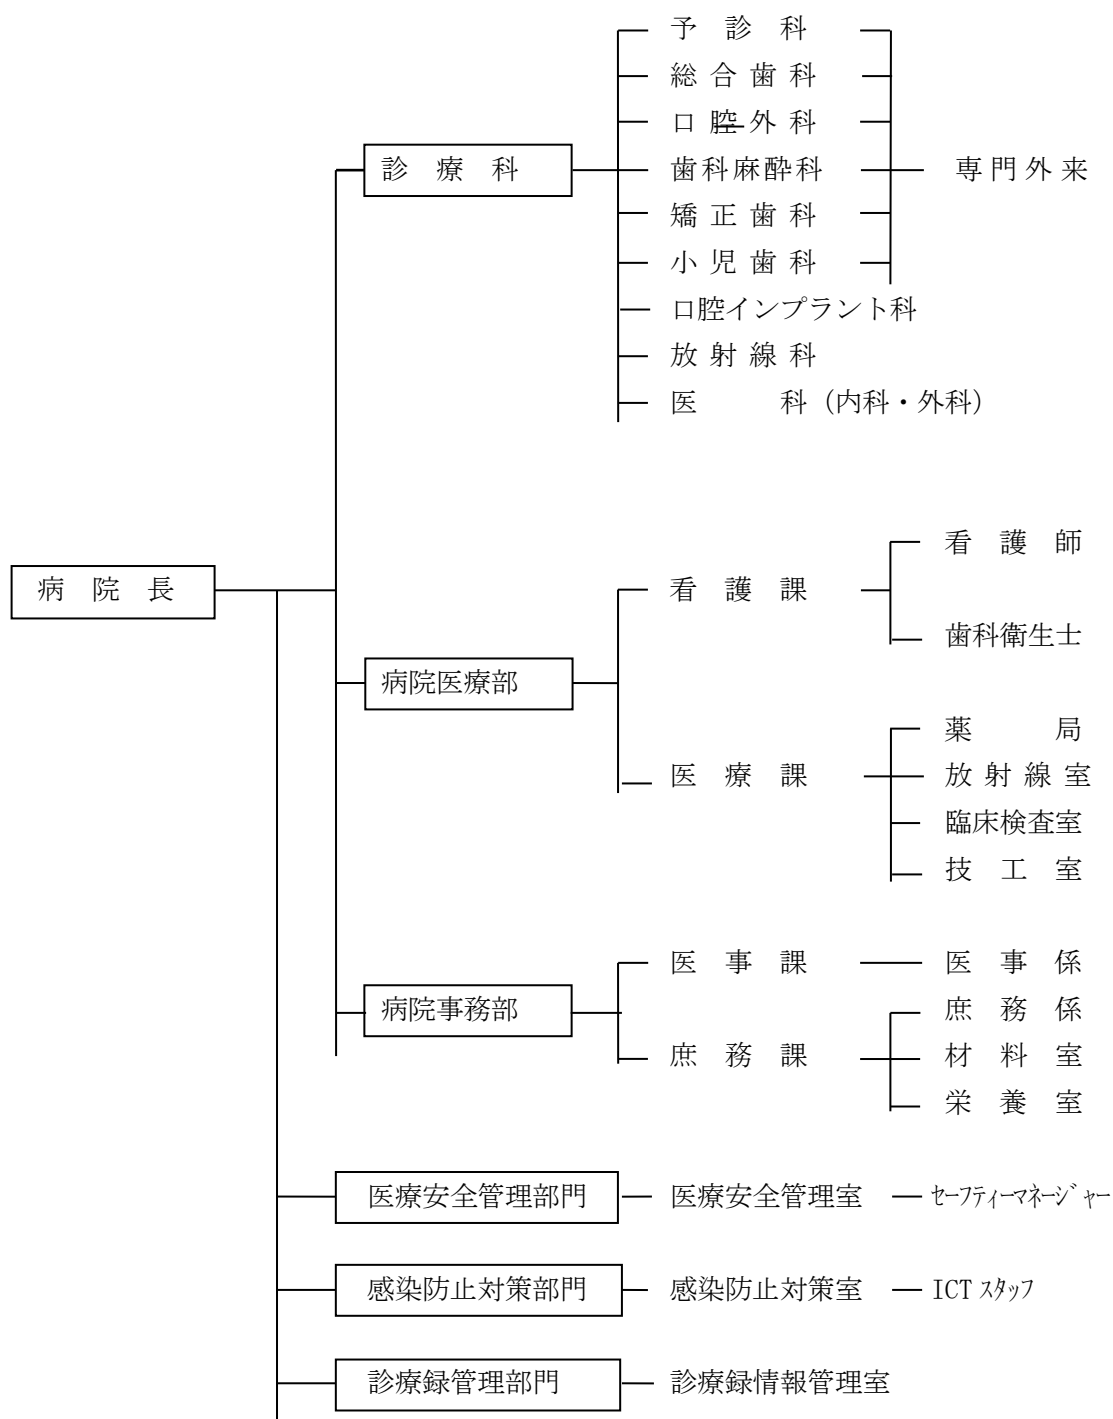 予診科
総合歯科
口腔外科
診療科 歯科麻酔科 専門外来
矯正歯科
小児歯科
口腔インプラント科
放射線科
医 科（内科・外科）
看護師
病院長 看護課
歯科衛生士
病院医療部
薬局
医療課 放射線室
臨床検査室
技工室
医事課 医事係
病院事務部 庶務係
庶務課 材料室
栄養室
医療安全管理部門 医療安全管理室 セーフティーマネージャー
感染防止対策部門 感染防止対策室 ICTスタッフ
診療録管理部門 診療録情報管理室